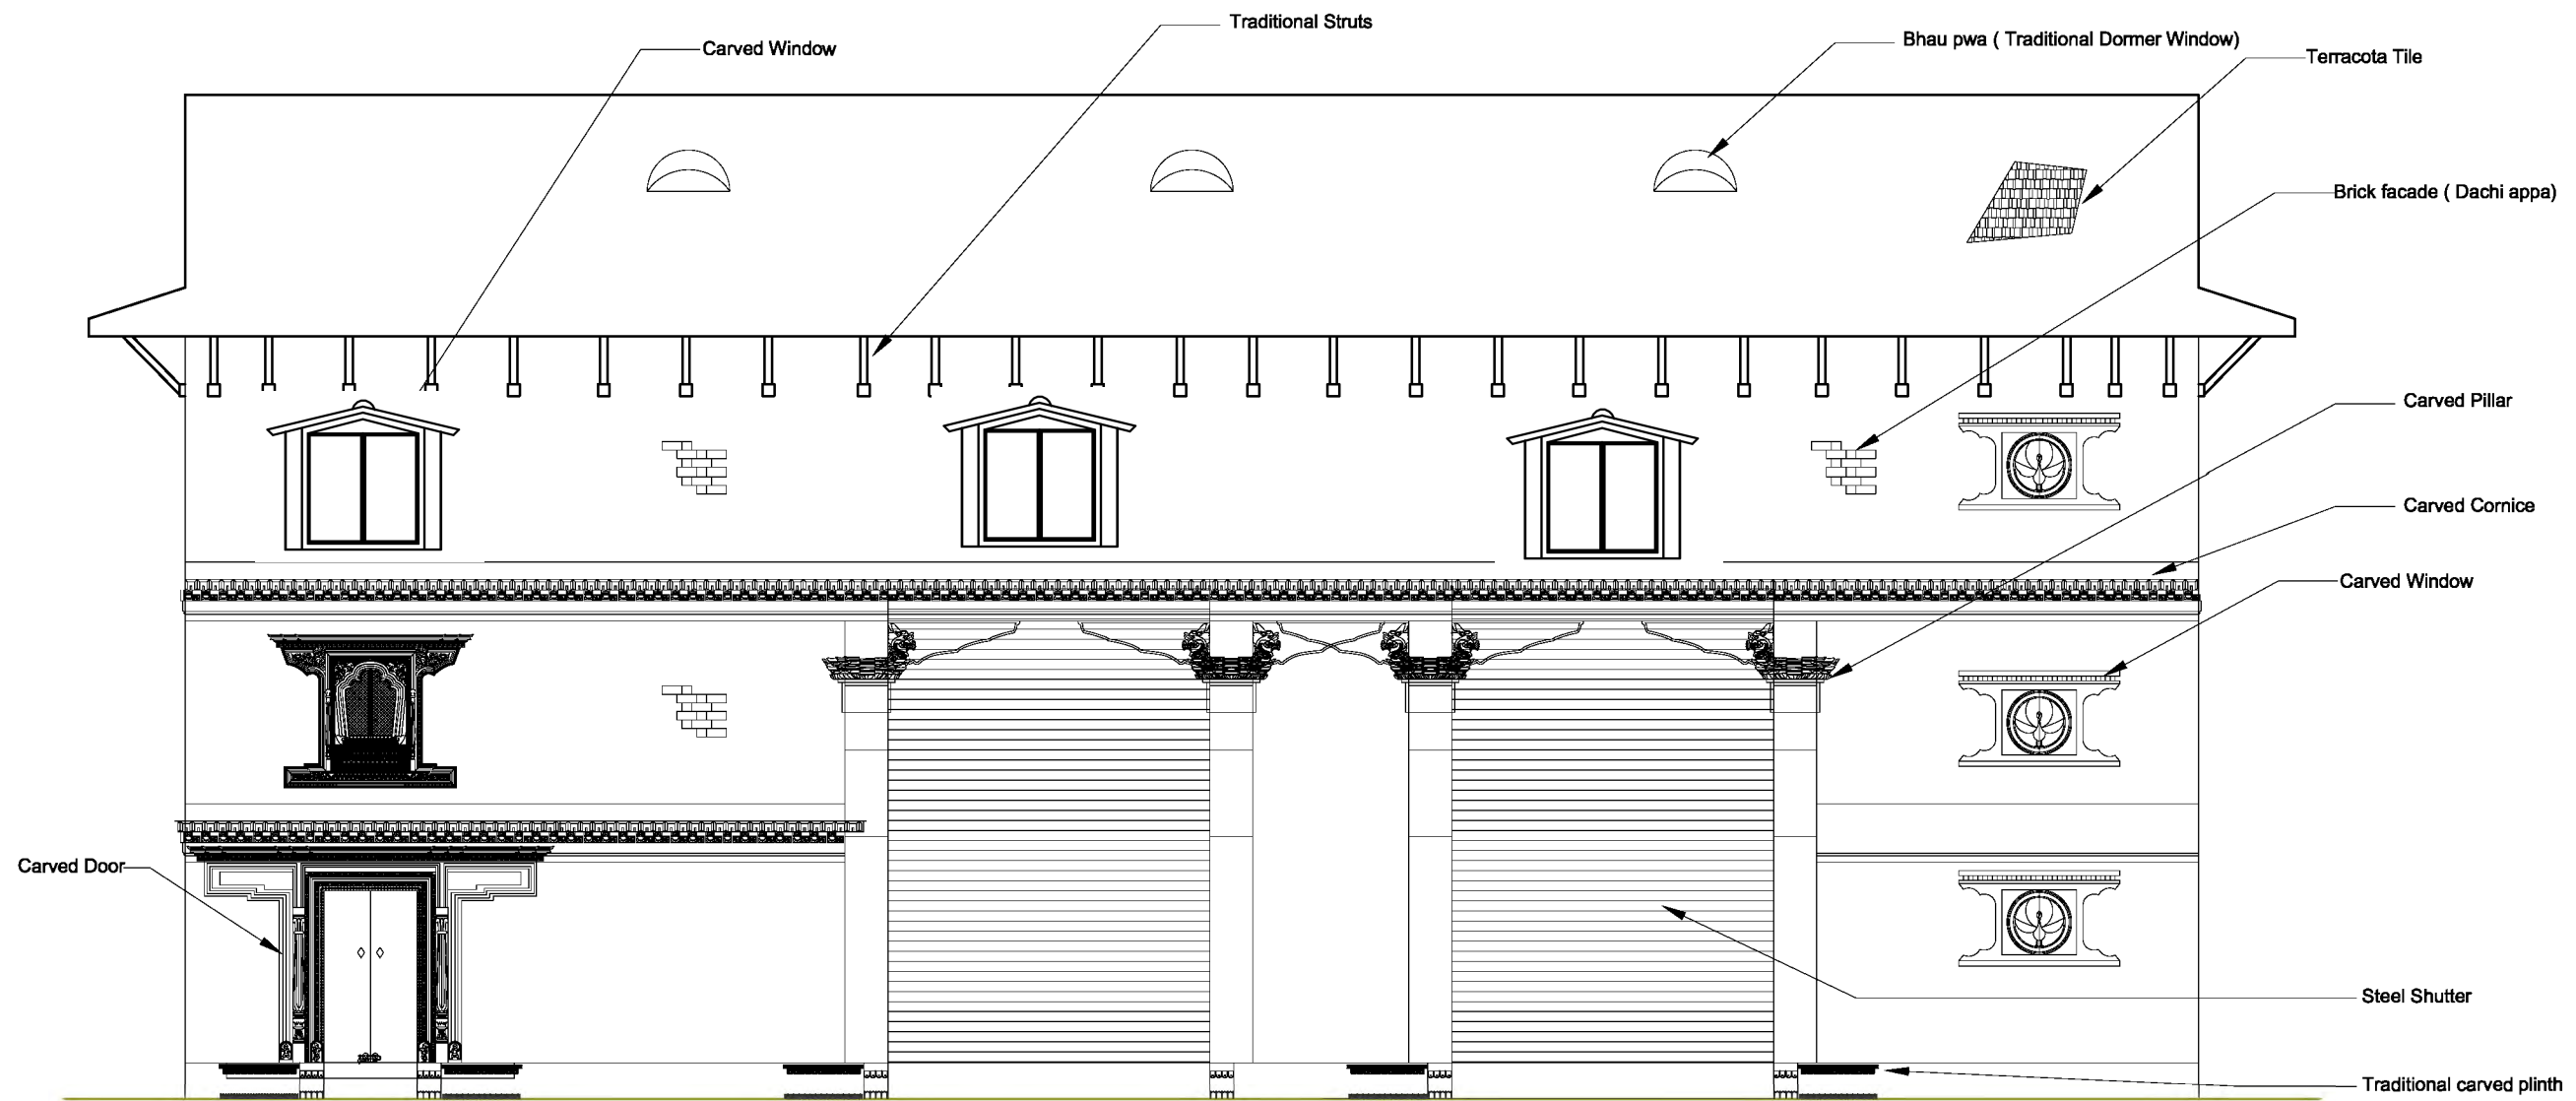 Traditional Struts
Carved Window
Bhau pwa ( Traditional Dormer Window)
Terracota Tile
Brick facade ( Dachi appa)
Carved Pillar
Carved Cornice
Carved Window
Carved Door
Steel Shutter
Traditional carved plinth